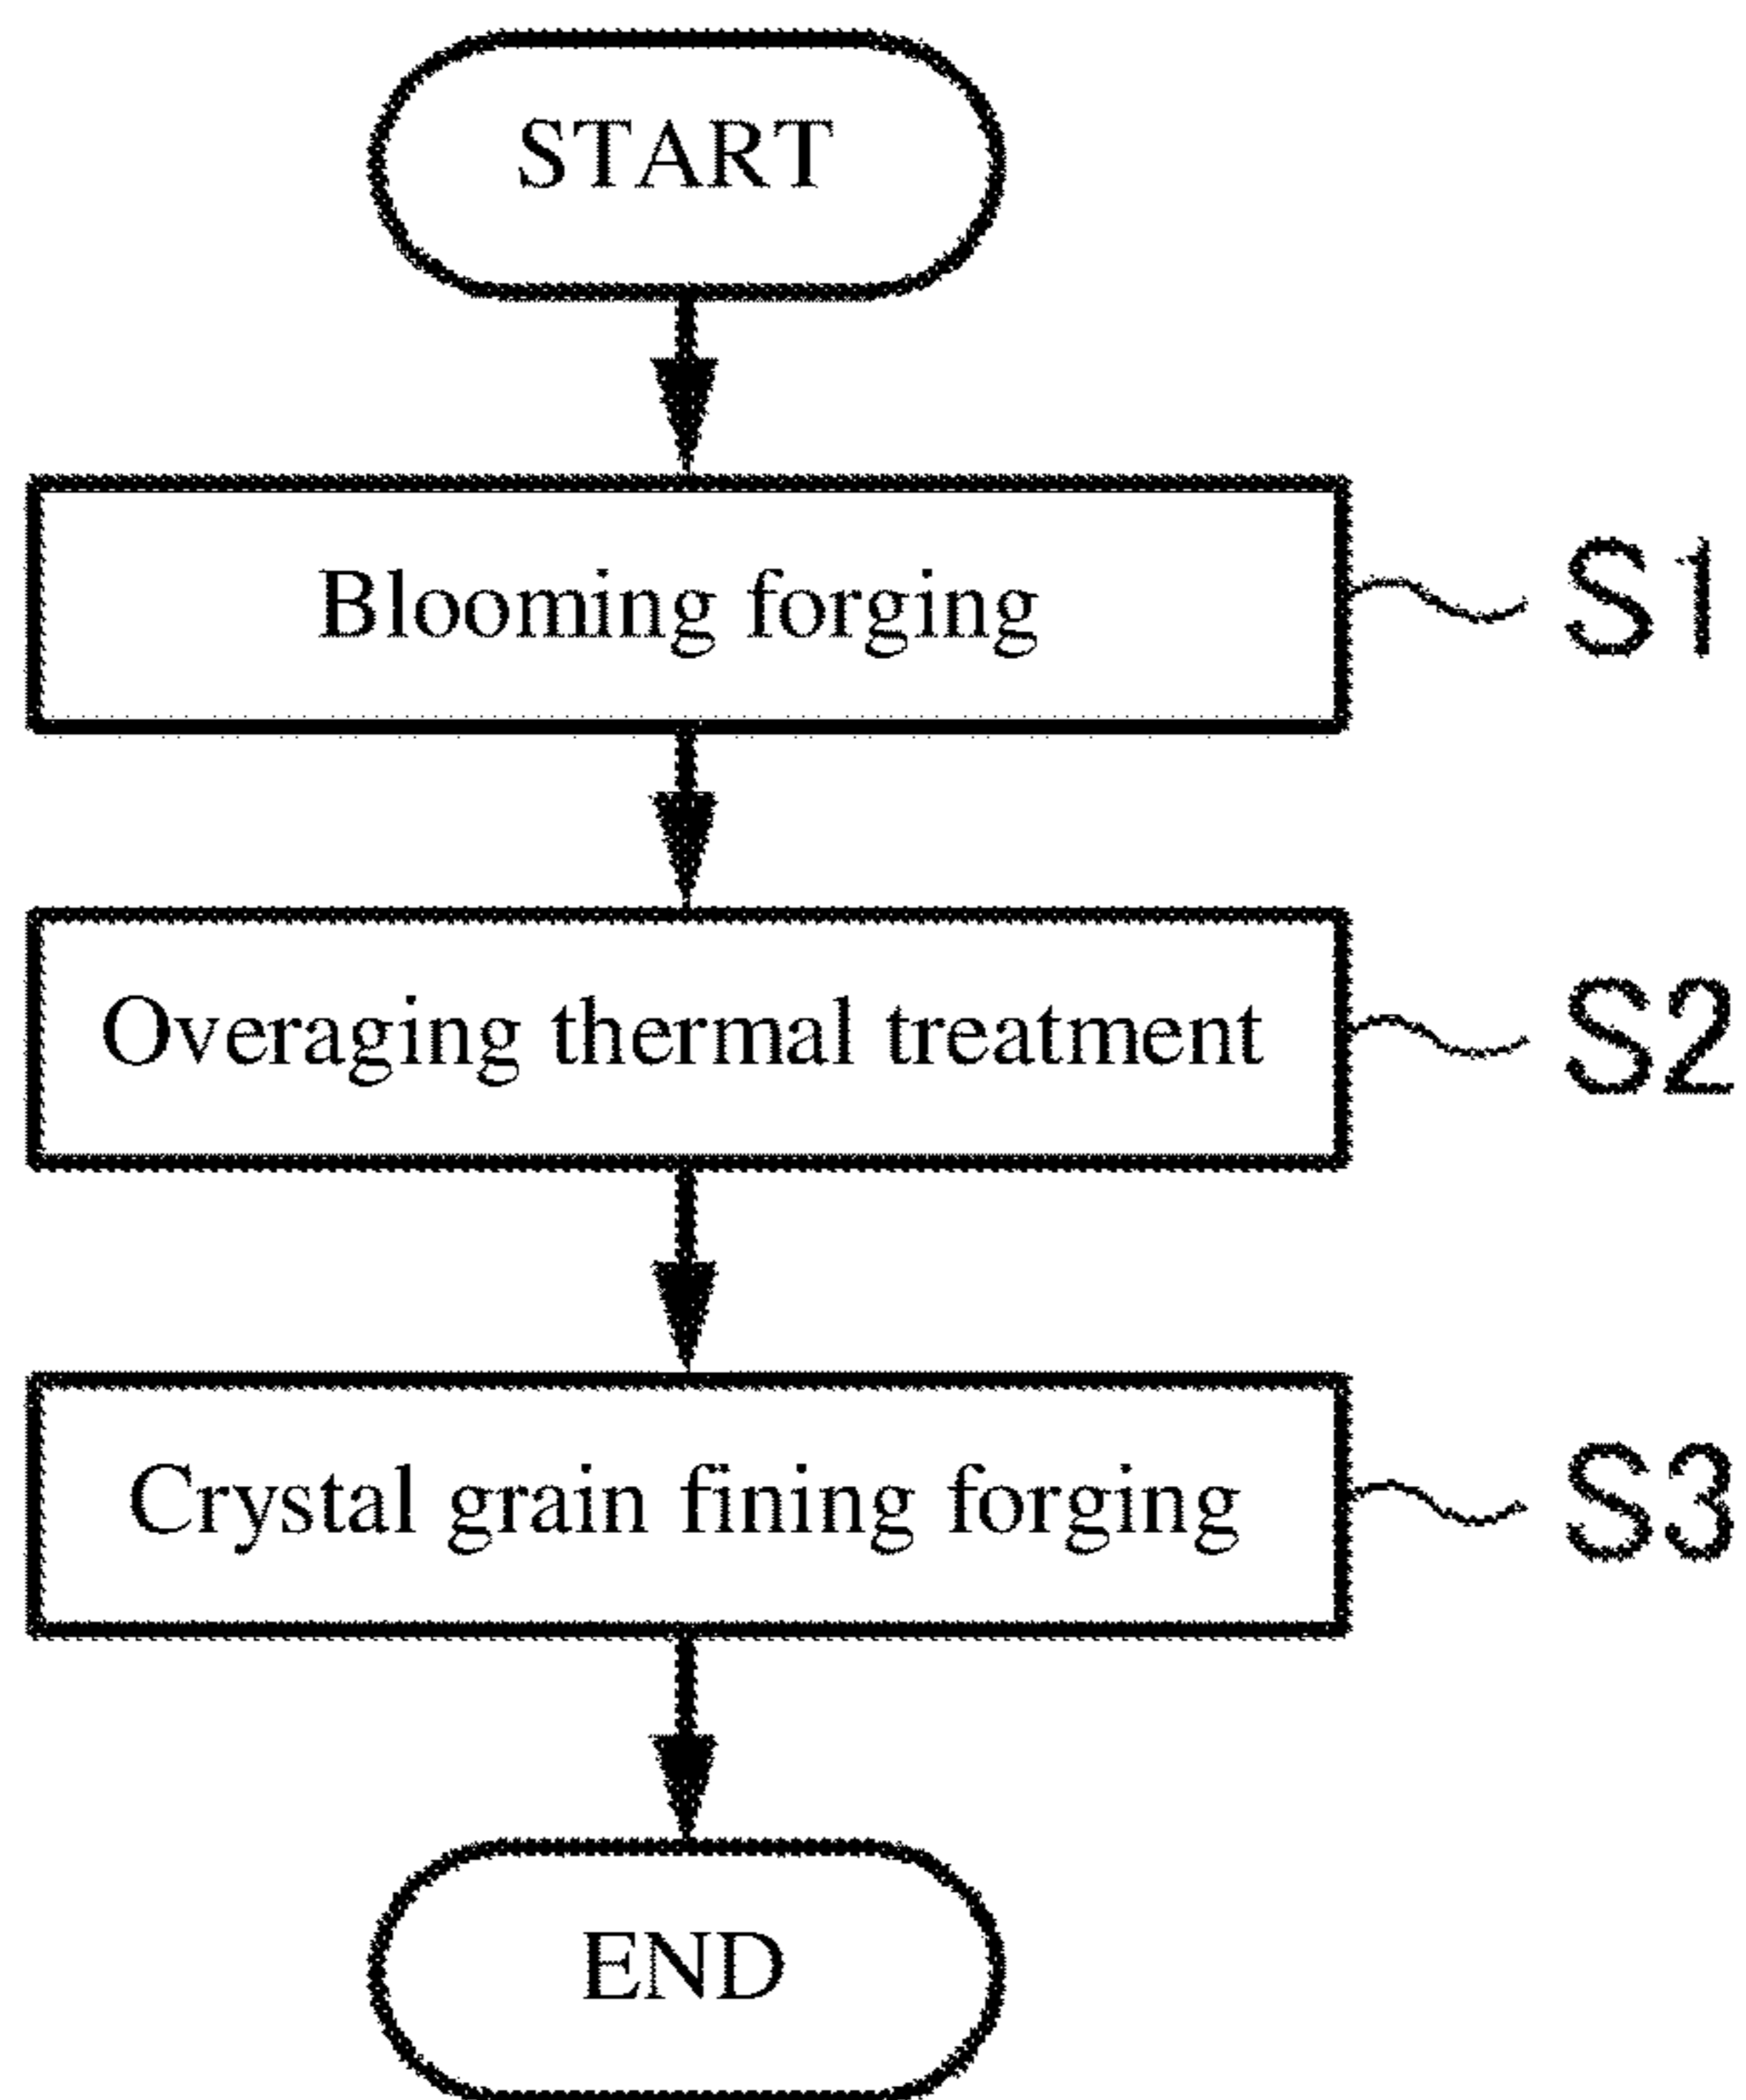 START
Blooming forging
S1
Overaging thermal treatment
S2
Crystal grain fining forging
S3
END